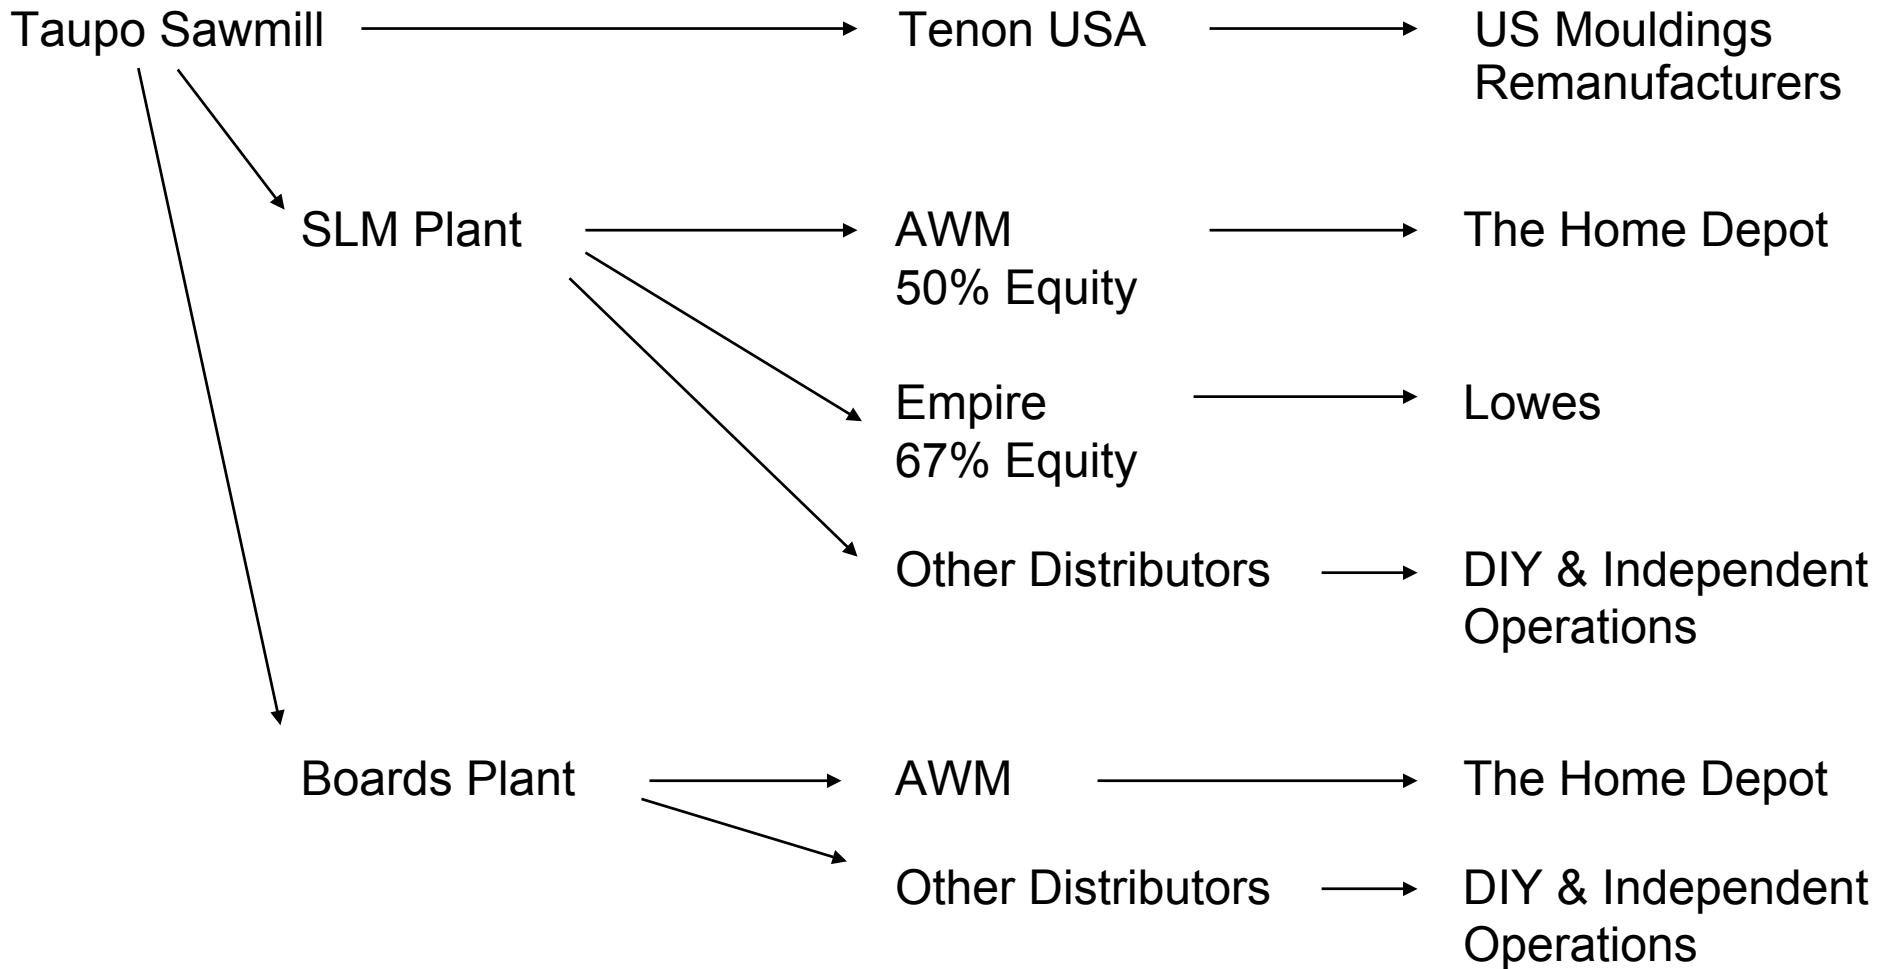 Taupo Sawmill
Tenon USA
US Mouldings
Remanufacturers
SLM Plant
AWM
50% Equity
The Home Depot
Empire
67% Equity
Lowes
Other Distributors
DIY & Independent
Operations
Boards Plant
AWM
The Home Depot
Other Distributors
DIY & Independent
Operations